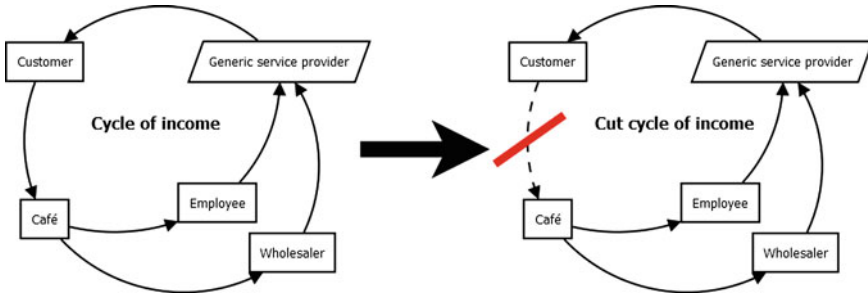 Customer
Generic service provider
Cycle of income
Café
Employee
Wholesaler
Customer
Generic service provider
Cut cycle of income
Café
Employee
Wholesaler